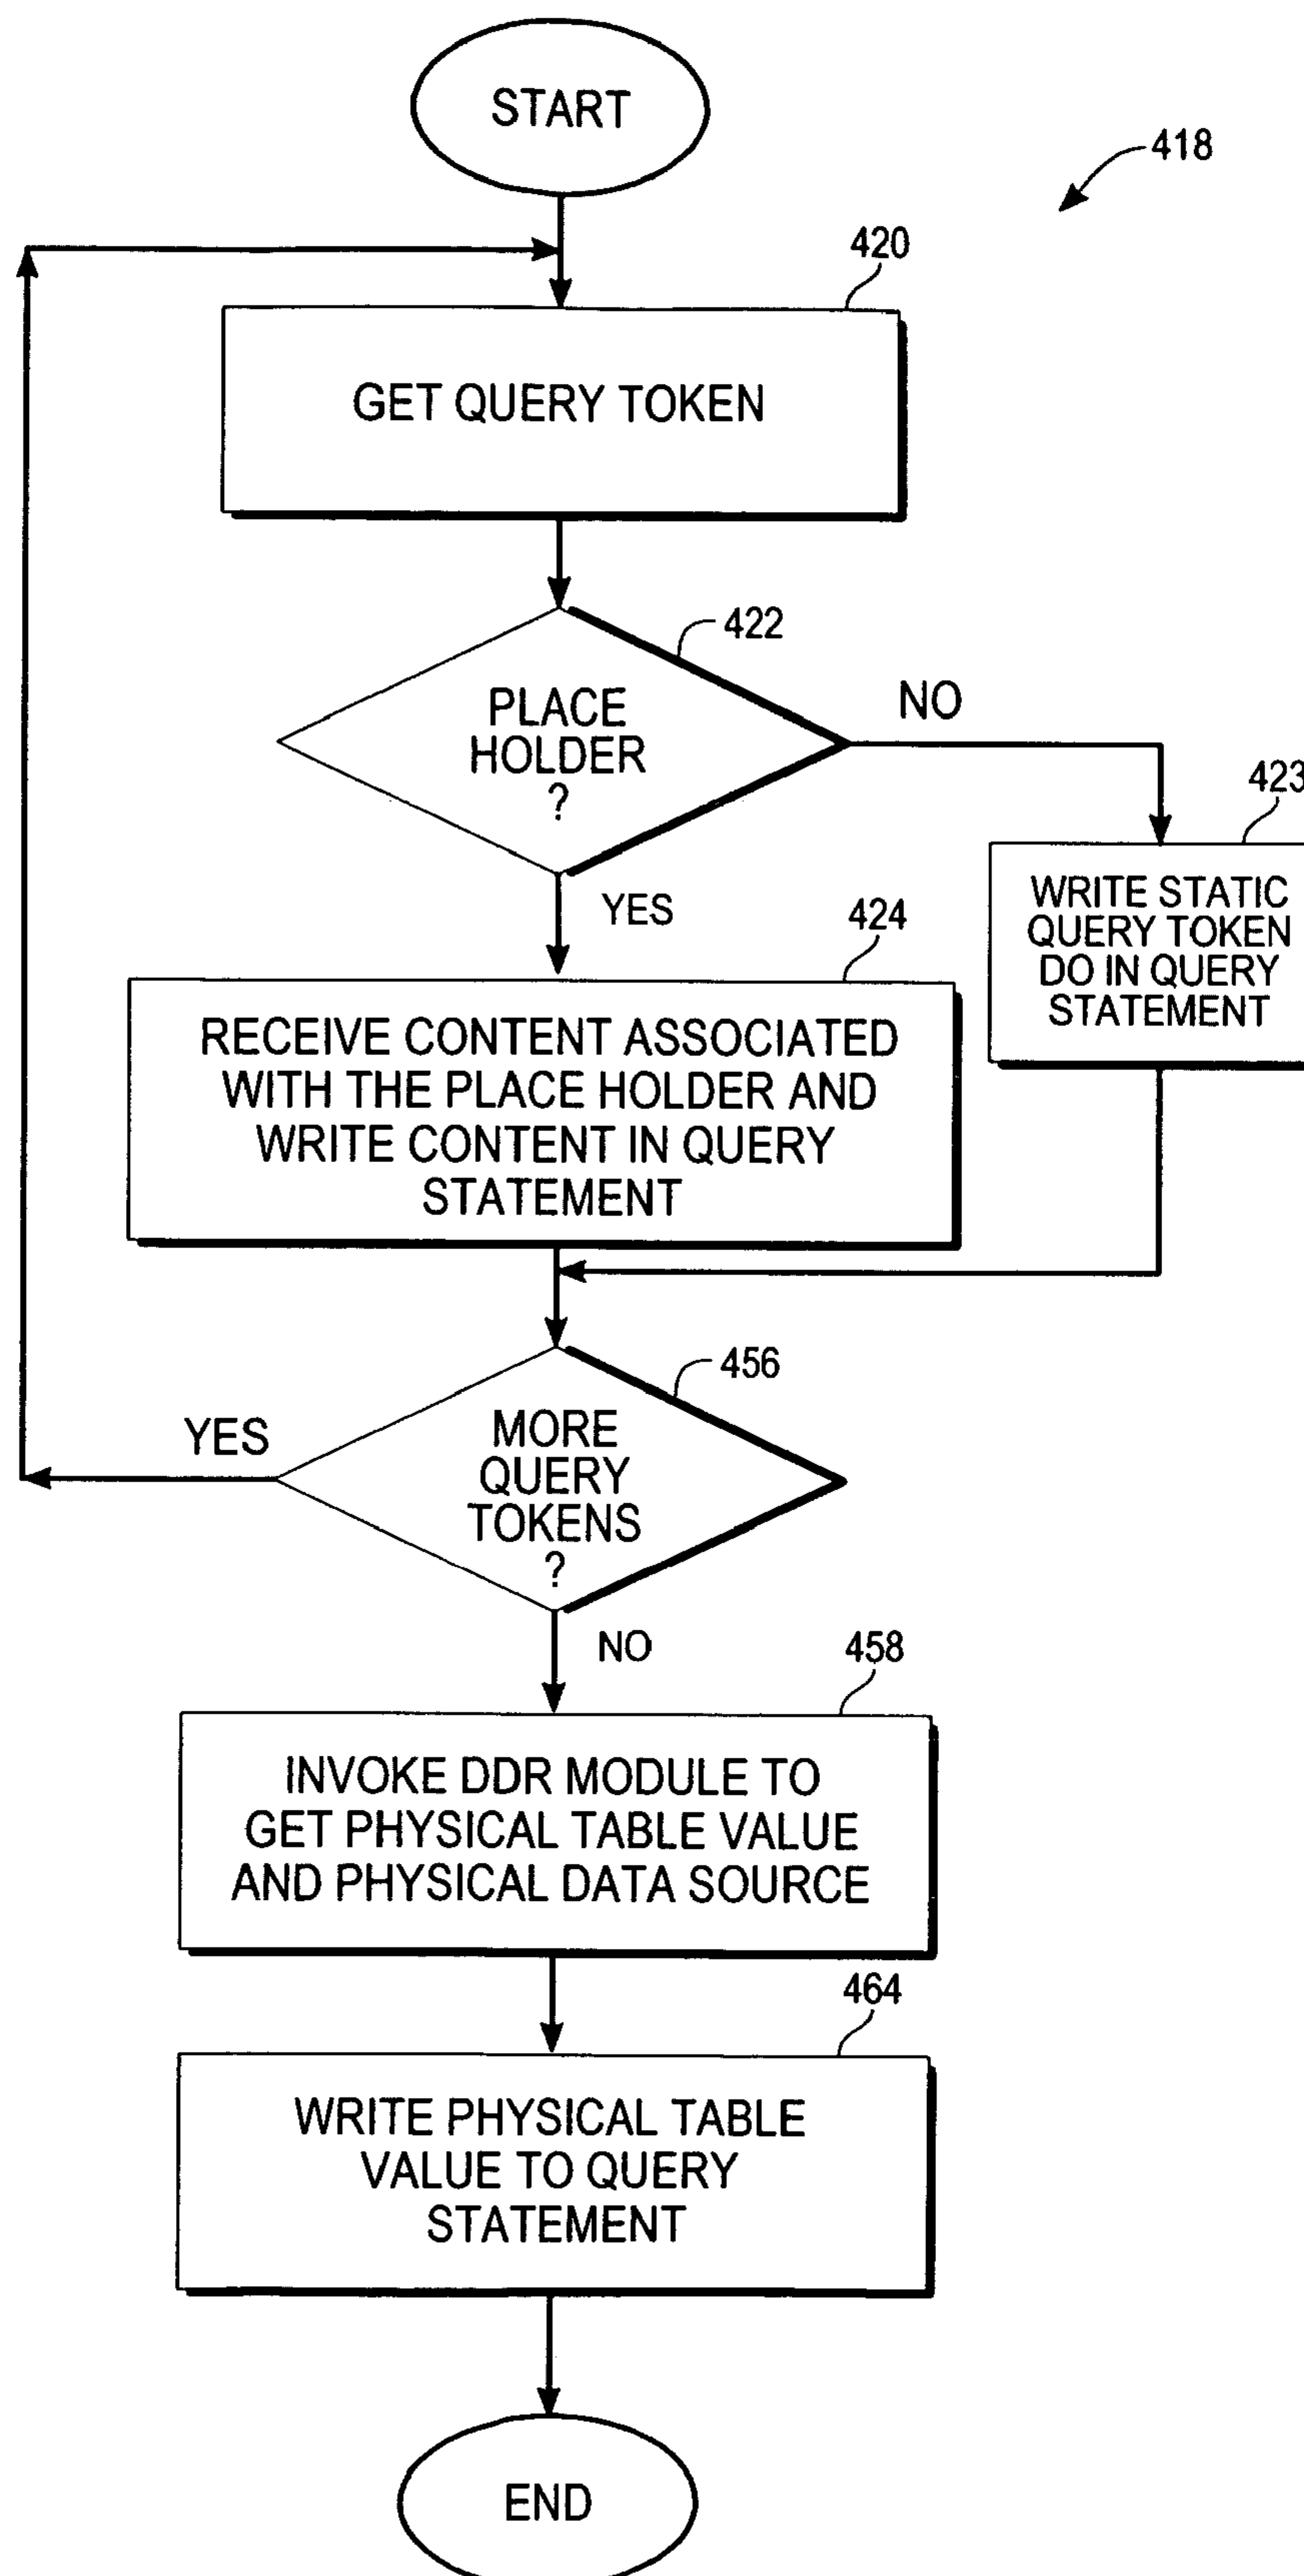 START
418
420
GET QUERY TOKEN
422
PLACE
HOLDER
?
NO
423
WRITE STATIC
QUERY TOKEN
DO IN QUERY
STATEMENT
YES
424
RECEIVE CONTENT ASSOCIATED
WITH THE PLACE HOLDER AND
WRITE CONTENT IN QUERY
STATEMENT
456
YES
MORE
QUERY
TOKENS
?
NO
458
INVOKE DDR MODULE TO
GET PHYSICAL TABLE VALUE
AND PHYSICAL DATA SOURCE
464
WRITE PHYSICAL TABLE
VALUE TO QUERY
STATEMENT
END